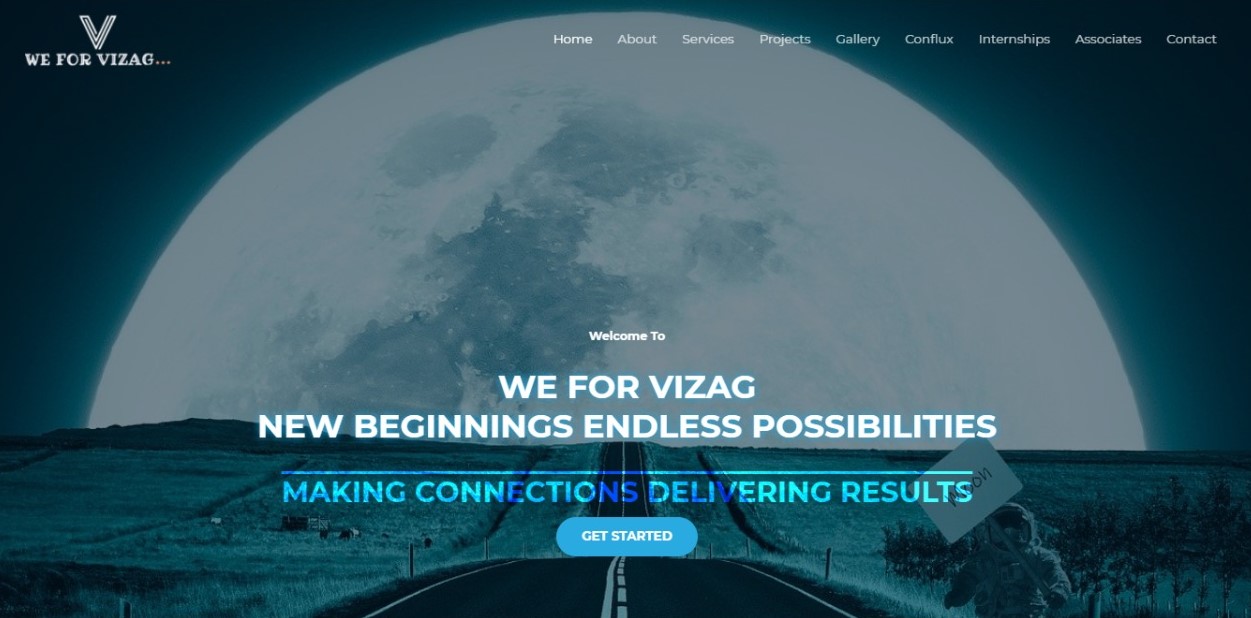 WE FOR VIZAG...
Home About Services Projects Gallery Conflux Internships Associates Contact
Welcome To
WE FOR VIZAG
NEW BEGINNINGS ENDLESS POSSIBILITIES
MAKING CONNECTIONS DELIVERING RESULTS
GET STARTED